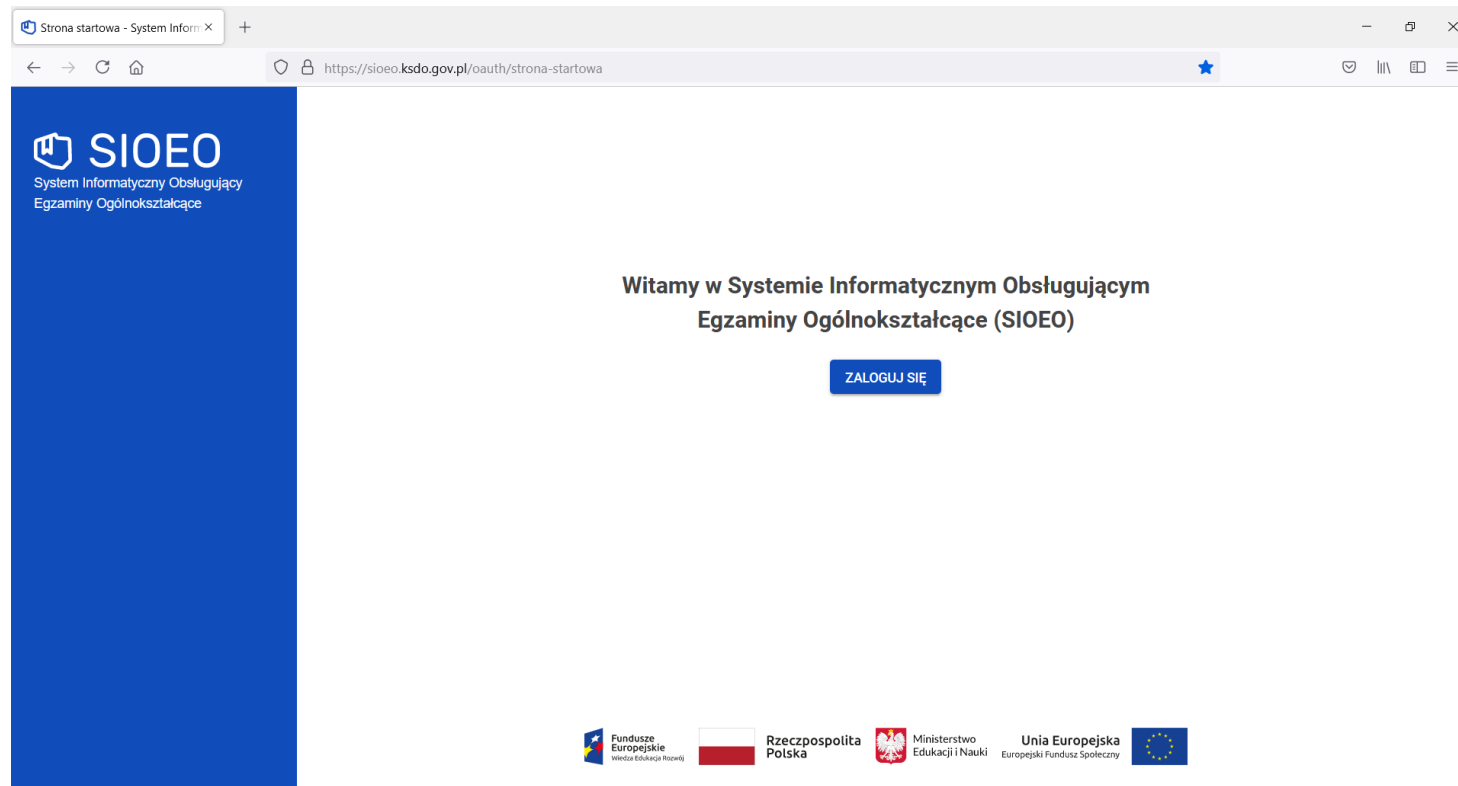 Strona startowa - System Inform
https://sioeo.ksdo.gov.pl/oauth/strona-startowa
SIOEO
System Informatyczny Obsługujący
Egzaminy Ogólnokształcące
Witamy w Systemie Informatycznym Obsługującym
Egzaminy Ogólnokształcące (SIOEO)
ZALOGUJ SIĘ
Fundusze
Europejskie
Wiedza Edukacja Rozwój
Rzeczpospolita
Polska
Ministerstwo
Edukacji i Nauki
Unia Europejska
Europejski Fundusz Społeczny